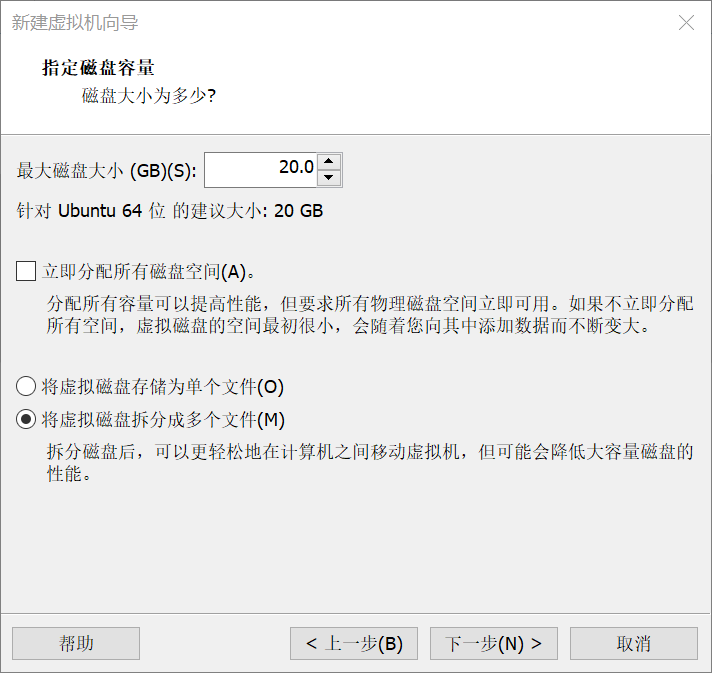 新建虚拟机向导
指定磁盘容量
磁盘大小为多少?
最大磁盘大小 (GB)(S): 20.0
针对 Ubuntu 64 位 的建议大小: 20 GB
立即分配所有磁盘空间(A)。
分配所有容量可以提高性能，但要求所有物理磁盘空间立即可用。如果不立即分配
所有空间，虚拟磁盘的空间最初很小，会随着您向其中添加数据而不断变大。
将虚拟磁盘存储为单个文件(O)
将虚拟磁盘拆分成多个文件(M)
拆分磁盘后，可以更轻松地在计算机之间移动虚拟机，但可能会降低大容量磁盘的
性能。
帮助 < 上一步(B) 下一步(N) > 取消